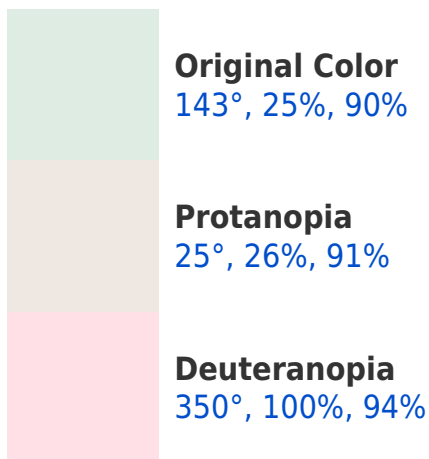 Original Color
143°, 25%, 90%
Protanopia
25°, 26%, 91%
Deuteranopia
350°, 100%, 94%